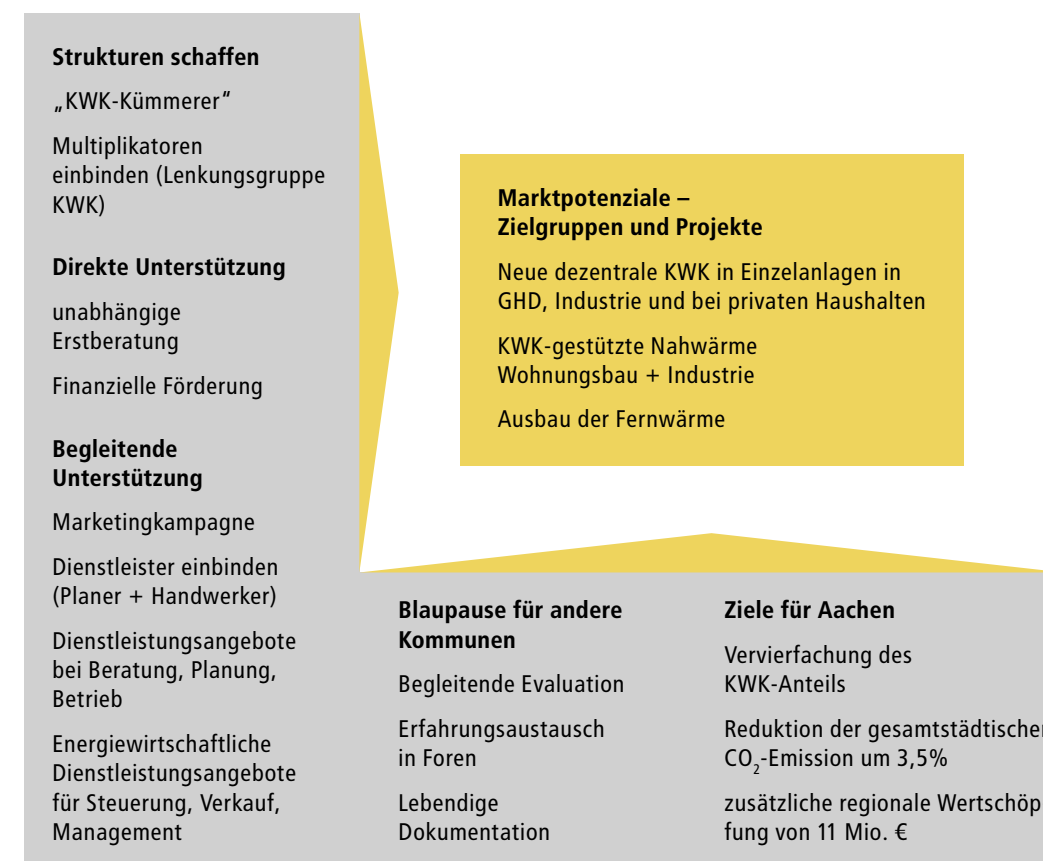 Strukturen schaffen
„KWK-Kümmerer“
Multiplikatoren
einbinden (Lenkungsgruppe
KWK)
Direkte Unterstützung
unabhängige
Erstberatung
Finanzielle Förderung
Begleitende
Unterstützung
Marketingkampagne
Dienstleister einbinden
(Planer + Handwerker)
Dienstleistungsangebote
bei Beratung, Planung,
Betrieb
Energiewirtschaftliche
Dienstleistungsangebote
für Steuerung, Verkauf,
Management
Marktpotenziale –
Zielgruppen und Projekte
Neue dezentrale KWK in Einzelanlagen in
GHD, Industrie und bei privaten Haushalten
KWK-gestützte Nahwärme
Wohnungsbau + Industrie
Ausbau der Fernwärme
Blaupause für andere
Kommunen
Begleitende Evaluation
Erfahrungsaustausch
in Foren
Lebendige
Dokumentation
Ziele für Aachen
Vervierfachung des
KWK-Anteils
Reduktion der gesamtstädtischen
CO₂-Emission um 3,5%
zusätzliche regionale Wertschöp
fung von 11 Mio. €